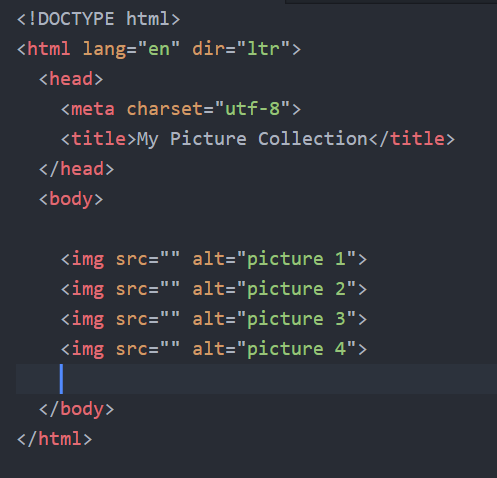 <!DOCTYPE html>
<html lang="en" dir="ltr">
  <head>
    <meta charset="utf-8">
    <title>My Picture Collection</title>
  </head>
  <body>

    <img src="" alt="picture 1">
    <img src="" alt="picture 2">
    <img src="" alt="picture 3">
    <img src="" alt="picture 4">

  </body>
</html>